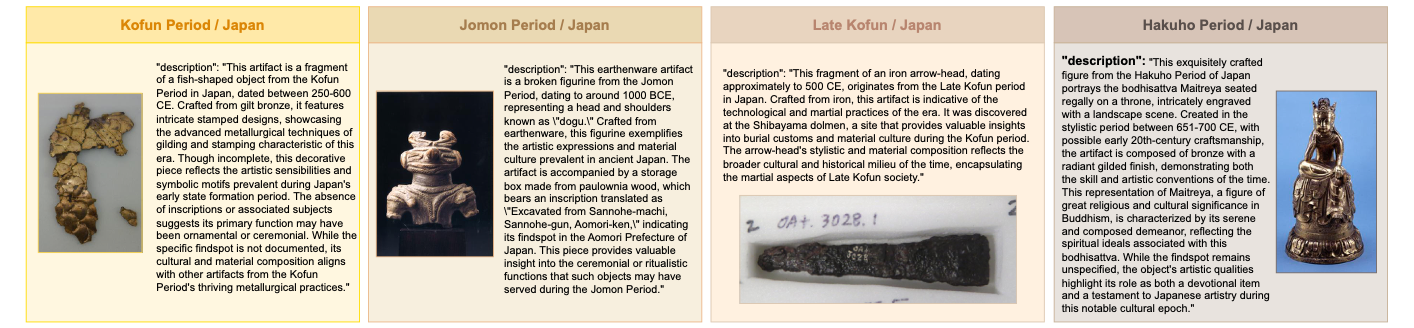 Kofun Period / Japan
"description": "This artifact is a fragment
of a fish-shaped object from the Kofun
Period in Japan, dated between 250-600
CE. Crafted from gilt bronze, it features
intricate stamped designs, showcasing
the advanced metallurgical techniques of
gilding and stamping characteristic of this
era. Though incomplete, this decorative
piece reflects the artistic sensibilities and
symbolic motifs prevalent during Japan's
early state formation period. The absence
of inscriptions or associated subjects
suggests its primary function may have
been ornamental or ceremonial. While the
specific findspot is not documented, its
cultural and material composition aligns
with other artifacts from the Kofun
Period's thriving metallurgical practices."
Jomon Period / Japan
"description": "This earthenware artifact
is a broken figurine from the Jomon
Period, dating to around 1000 BCE,
representing a head and shoulders
known as \"dogu.\" Crafted from
earthenware, this figurine exemplifies
the artistic expressions and material
culture prevalent in ancient Japan. The
artifact is accompanied by a storage
box made from paulownia wood, which
bears an inscription translated as
\"Excavated from Sannohe-machi,
Sannohe-gun, Aomori-ken,\" indicating
its findspot in the Aomori Prefecture of
Japan. This piece provides valuable
insight into the ceremonial or ritualistic
functions that such objects may have
served during the Jomon Period."
Late Kofun / Japan
"description": "This fragment of an iron arrow-head, dating
approximately to 500 CE, originates from the Late Kofun period
in Japan. Crafted from iron, this artifact is indicative of the
technological and martial practices of the era. It was discovered
at the Shibayama dolmen, a site that provides valuable insights
into burial customs and material culture during the Kofun period.
The arrow-head's stylistic and material composition reflects the
broader cultural and historical milieu of the time, encapsulating
the martial aspects of Late Kofun society."
2 OA+. 3028.1 2
Hakuho Period / Japan
"description": "This exquisitely crafted
figure from the Hakuho Period of Japan
portrays the bodhisattva Maitreya seated
regally on a throne, intricately engraved
with a landscape scene. Created in the
stylistic period between 651-700 CE, with
possible early 20th-century craftsmanship,
the artifact is composed of bronze with a
radiant gilded finish, demonstrating both
the skill and artistic conventions of the time.
This representation of Maitreya, a figure of
great religious and cultural significance in
Buddhism, is characterized by its serene
and composed demeanor, reflecting the
spiritual ideals associated with this
bodhisattva. While the findspot remains
unspecified, the object's artistic qualities
highlight its role as both a devotional item
and a testament to Japanese artistry during
this notable cultural epoch."